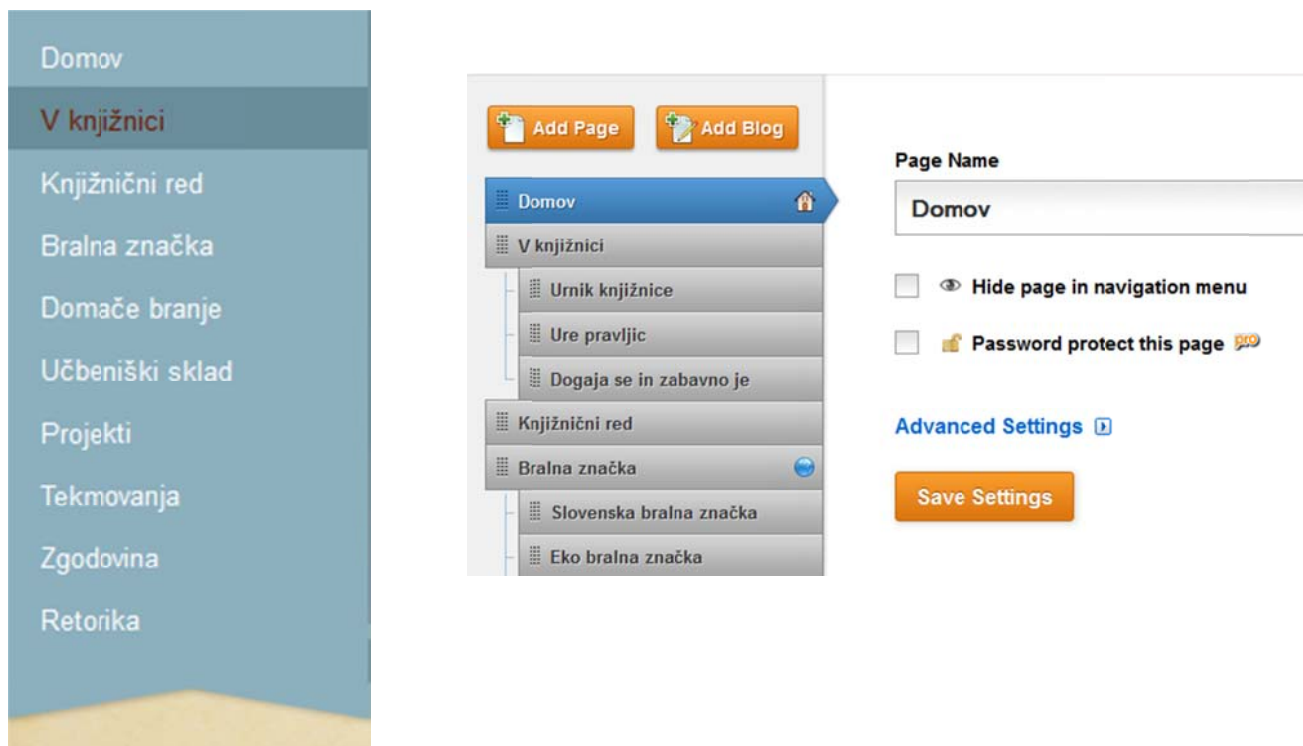 Domov
V knjižnici
Knjižnični red
Bralna značka
Domače branje
Učbeniški sklad
Projekti
Tekmovanja
Zgodovina
Retorika
Add Page
Add Blog
Domov
V knjižnici
Urnik knjižnice
Ure pravljic
Dogaja se in zabavno je
Knjižnični red
Bralna značka
Slovenska bralna značka
Eko bralna značka
Page Name
Domov
Hide page in navigation menu
Password protect this page pro
Advanced Settings
Save Settings